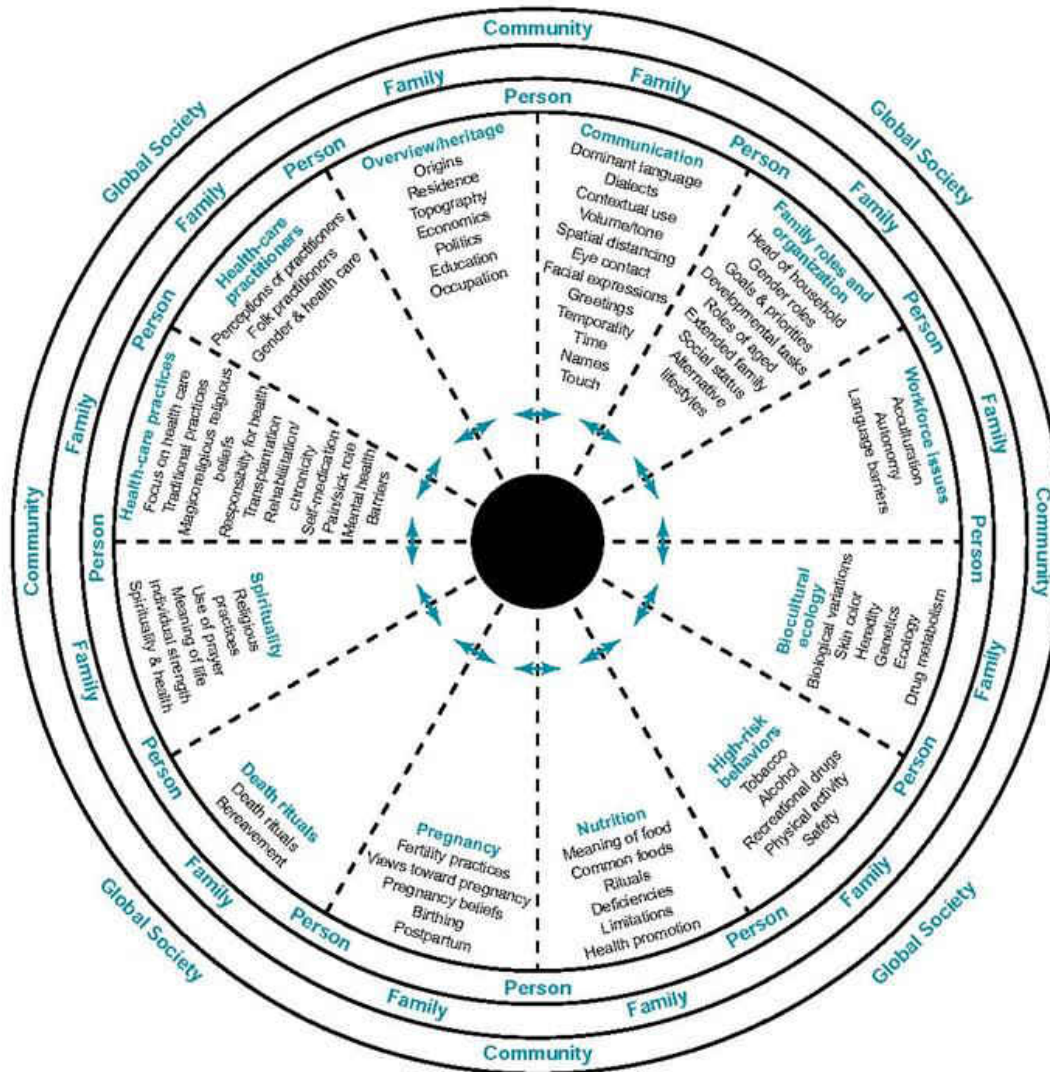 Community
Family
Family
Person
Global Society
Global Society
Person
Person
Family
Family
Person
Person
Family
Family
Community
Community
Person
Person
Family
Family
Person
Person
Family
Family
Person
Person
Global Society
Global Society
Family
Family
Person
Community
Overview/heritage
Origins
Residence
Topography
Economics
Politics
Education
Occupation
Communication
Dominant language
Dialects
Contextual use
Volume/tone
Spatial distancing
Eye contact
Facial expressions
Greetings
Temporality
Time
Names
Touch
Family roles and
organization
Head of household
Gender roles
Goals & priorities
Developmental tasks
Roles of aged
Extended family
Social status
Alternative
lifestyles
Workforce issues
Acculturation
Autonomy
Language barriers
Biocultural
ecology
Biological variations
Skin color
Heredity
Genetics
Ecology
Drug metabolism
High-risk
behaviors
Tobacco
Alcohol
Recreational drugs
Physical activity
Safety
Nutrition
Meaning of food
Common foods
Rituals
Deficiencies
Limitations
Health promotion
Pregnancy
Fertility practices
Views toward pregnancy
Pregnancy beliefs
Birthing
Postpartum
Death rituals
Death rituals
Bereavement
Spirituality
Religious
practices
Use of prayer
Meaning of life
Individual strength
Spirituality & health
Health-care practices
Focus on health care
Traditional practices
Magicoreligious religious
beliefs
Responsibilty for health
Transplantation
Rehabilitation/
chronicity
Self-medication
Pain/sick role
Mental health
Barriers
Health-care
practitioners
Perceptions of practitioners
Folk practitioners
Gender & health care